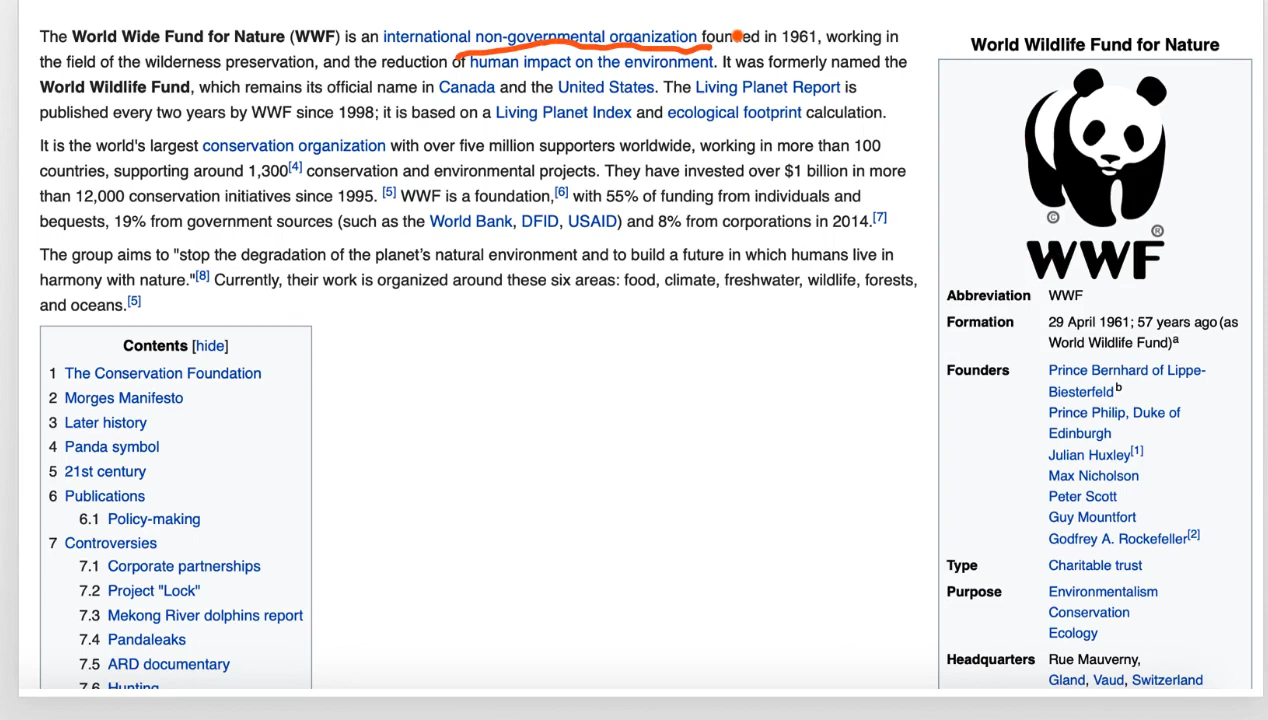 The World Wide Fund for Nature (WWF) is an international non-governmental organization founded in 1961, working in
the field of the wilderness preservation, and the reduction of human impact on the environment. It was formerly named the
World Wildlife Fund, which remains its official name in Canada and the United States. The Living Planet Report is
published every two years by WWF since 1998; it is based on a Living Planet Index and ecological footprint calculation.
It is the world's largest conservation organization with over five million supporters worldwide, working in more than 100
countries, supporting around 1,300[4] conservation and environmental projects. They have invested over $1 billion in more
than 12,000 conservation initiatives since 1995. [5] WWF is a foundation,[6] with 55% of funding from individuals and
bequests, 19% from government sources (such as the World Bank, DFID, USAID) and 8% from corporations in 2014.[7]
The group aims to "stop the degradation of the planet's natural environment and to build a future in which humans live in
harmony with nature."[8] Currently, their work is organized around these six areas: food, climate, freshwater, wildlife, forests,
and oceans.[5]
Contents [hide]
1 The Conservation Foundation
2 Morges Manifesto
3 Later history
4 Panda symbol
5 21st century
6 Publications
6.1 Policy-making
7 Controversies
7.1 Corporate partnerships
7.2 Project "Lock"
7.3 Mekong River dolphins report
7.4 Pandaleaks
7.5 ARD documentary
7.6 Hunting
World Wildlife Fund for Nature
©
®
WWF
Abbreviation WWF
Formation 29 April 1961; 57 years ago (as
World Wildlife Fund)a
Founders Prince Bernhard of Lippe-
Biesterfeld b
Prince Philip, Duke of
Edinburgh
Julian Huxley[1]
Max Nicholson
Peter Scott
Guy Mountfort
Godfrey A. Rockefeller[2]
Type Charitable trust
Purpose Environmentalism
Conservation
Ecology
Headquarters Rue Mauverny,
Gland, Vaud, Switzerland